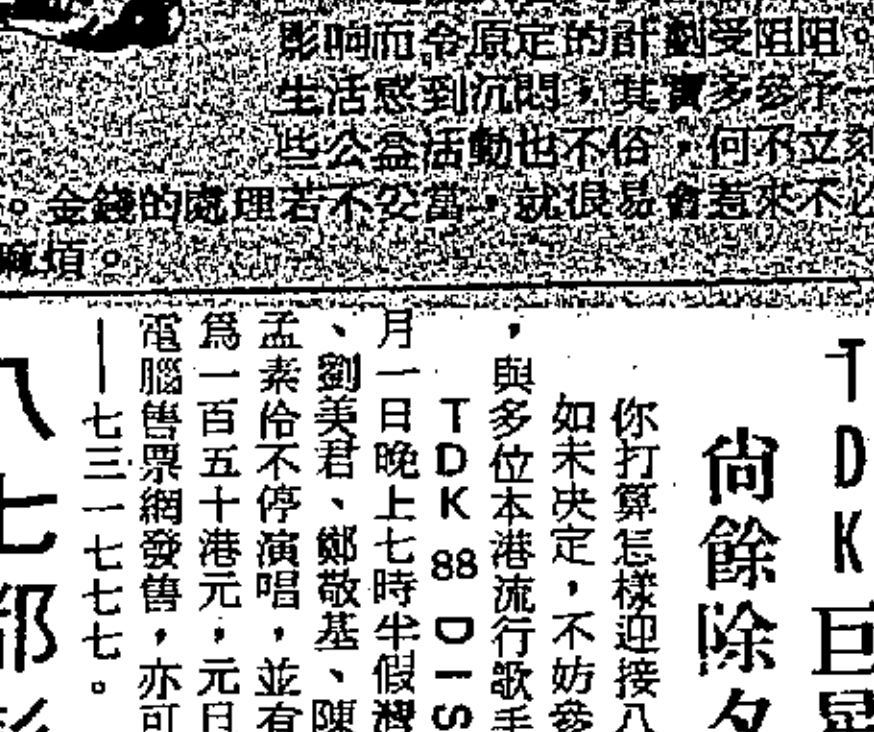 影响而令原定的計劃受阻阻。
生活感到沉悶，其實多參予一
些公益活動也不俗，何不立刻
。金錢的處理若不妥當，就很易會惹來不必
麻煩。
TDK巨星
尚餘除夕
你打算怎樣迎接八
如未決定，不妨參
，與多位本港流行歌手
TDK 88 DIS
月一日晚上七時半假灣
、劉美君、鄭敬基、陳
孟素伶不停演唱，並有
爲一百五十港元，元日
電腦售票網發售，亦可
—七三一七七七。
八七都